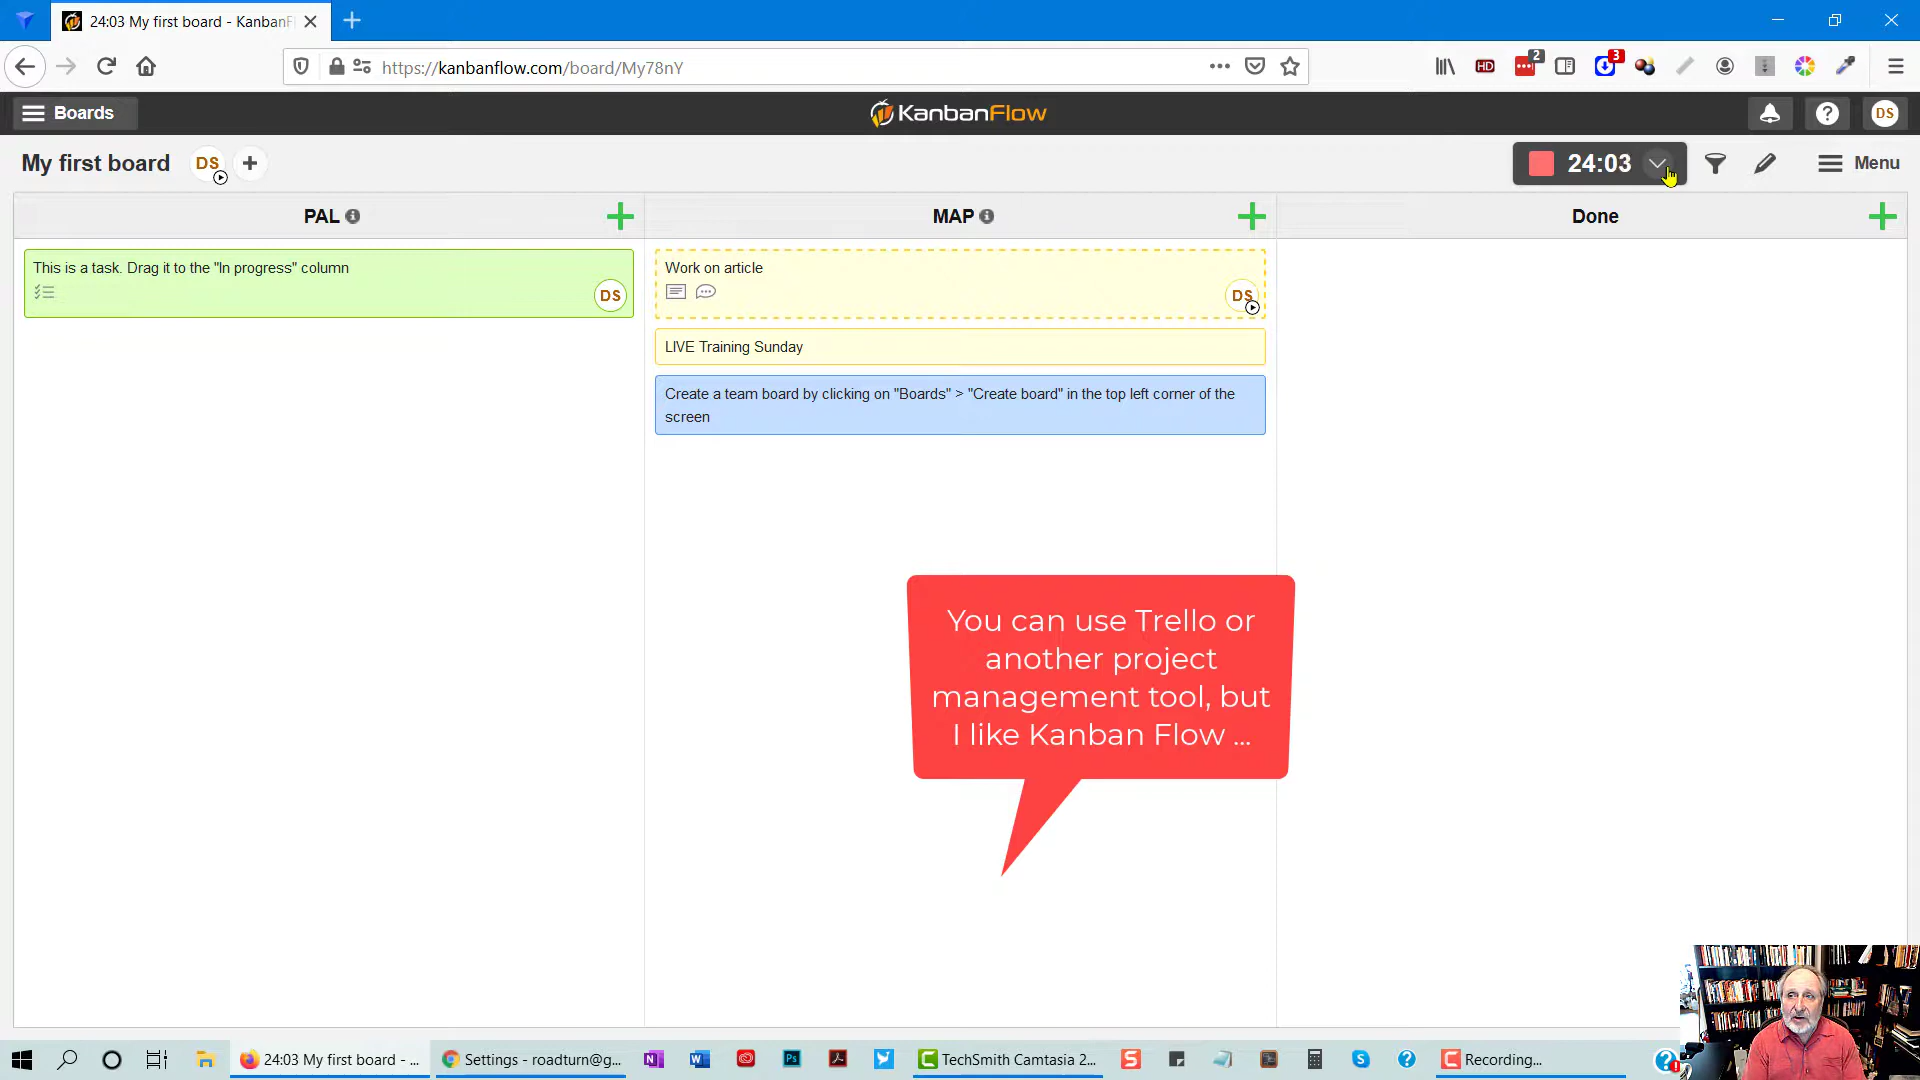 24:03 My first board - KanbanF
https://kanbanflow.com/board/My78nY
HD
2
3
Boards
KanbanFlow
DS
My first board
DS
24:03
Menu
PAL
MAP
Done
This is a task. Drag it to the "In progress" column
DS
Work on article
DS
LIVE Training Sunday
Create a team board by clicking on "Boards" > "Create board" in the top left corner of the
screen
You can use Trello or
another project
management tool, but
I like Kanban Flow ...
24:03 My first board - ...
Settings - roadturn@g...
TechSmith Camtasia 2...
Recording...